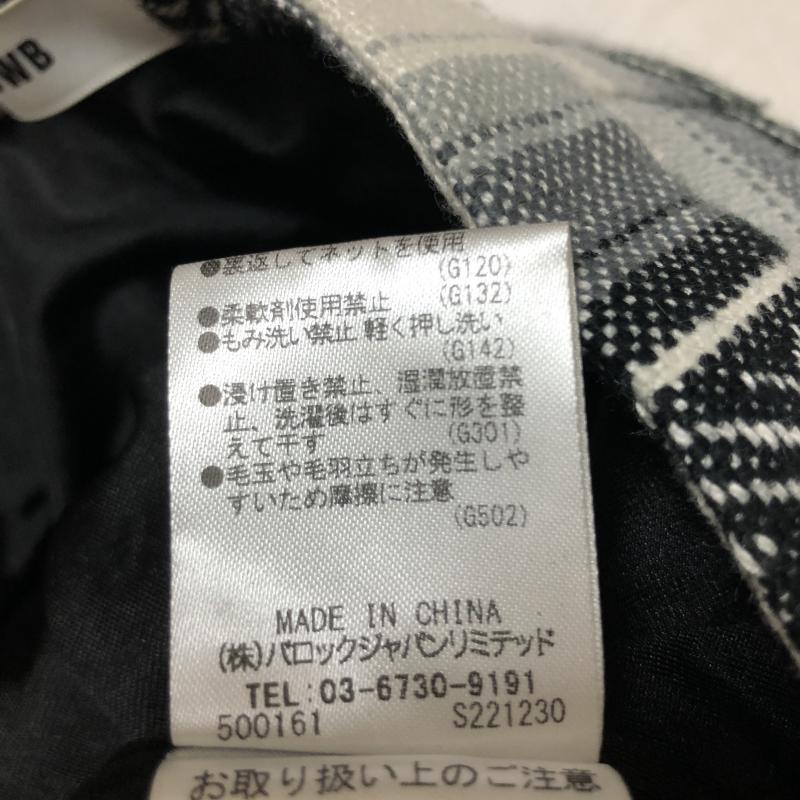 WB
●裏返してネットを使用
(G120)
●柔軟剤使用禁止 (G132)
●もみ洗い禁止 軽く押し洗い
(G142)
●浸け置き禁止、湿潤放置禁
止、洗濯後はすぐに形を整
えて干す (G301)
●毛玉や毛羽立ちが発生しや
すいため摩擦に注意
(G502)
MADE IN CHINA
(株)バロックジャパンリミテッド
TEL:03-6730-9191
500161 S221230
お取り扱い上のご注意